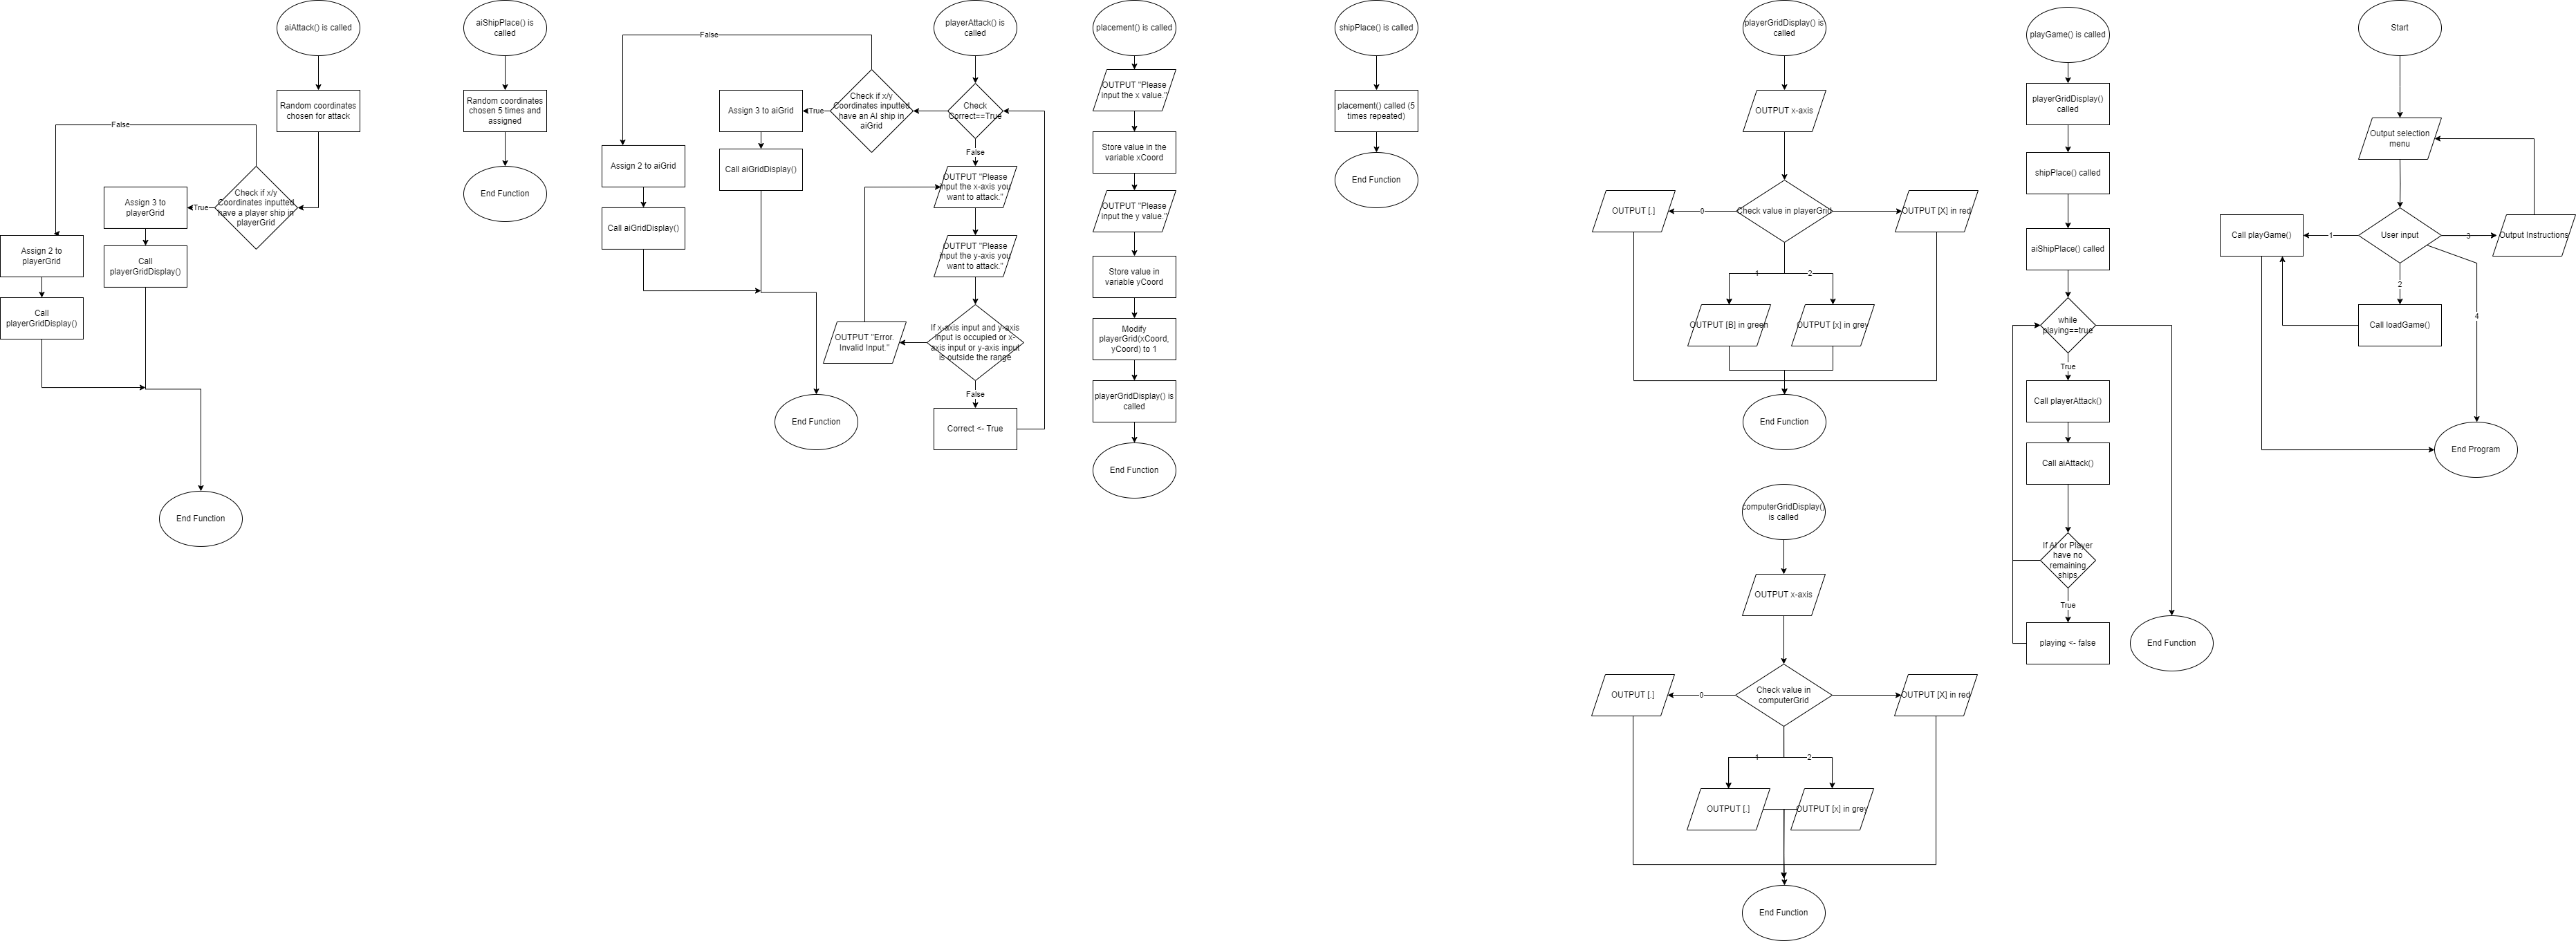 aiAttack() is called
Random coordinates
chosen for attack
False
Check if x/y
Coordinates inputted
have a player ship in
playerGrid
True
Assign 3 to
playerGrid
Call
playerGridDisplay()
Assign 2 to
playerGrid
Call
playerGridDisplay()
End Function
aiShipPlace() is
called
Random coordinates
chosen 5 times and
assigned
End Function
playerAttack() is
called
Check
Correct==True
False
Check if x/y
Coordinates inputted
have an AI ship in
aiGrid
True
Assign 3 to aiGrid
Call aiGridDisplay()
Assign 2 to aiGrid
Call aiGridDisplay()
False
OUTPUT "Please
input the x-axis you
want to attack."
OUTPUT "Please
input the y-axis you
want to attack."
If x-axis input and y-axis
input is occupied or x-
axis input or y-axis input
is outside the range
OUTPUT "Error.
Invalid Input."
False
Correct <- True
End Function
placement() is called
OUTPUT "Please
input the x value."
Store value in the
variable xCoord
OUTPUT "Please
input the y value."
Store value in
variable yCoord
Modify
playerGrid(xCoord,
yCoord) to 1
playerGridDisplay() is
called
End Function
shipPlace() is called
placement() called (5
times repeated)
End Function
playerGridDisplay() is
called
OUTPUT x-axis
Check value in playerGrid
0
OUTPUT [.]
OUTPUT [X] in red
1
2
OUTPUT [B] in green
OUTPUT [x] in grey
End Function
computerGridDisplay()
is called
OUTPUT x-axis
Check value in
computerGrid
0
OUTPUT [.]
OUTPUT [X] in red
1
2
OUTPUT [.]
OUTPUT [x] in grey
End Function
playGame() is called
playerGridDisplay()
called
shipPlace() called
aiShipPlace() called
while
playing==true
True
Call playerAttack()
Call aiAttack()
If AI or Player
have no
remaining
ships
True
playing <- false
End Function
Start
Output selection
menu
User input
1
Call playGame()
3
Output Instructions
2
Call loadGame()
4
End Program